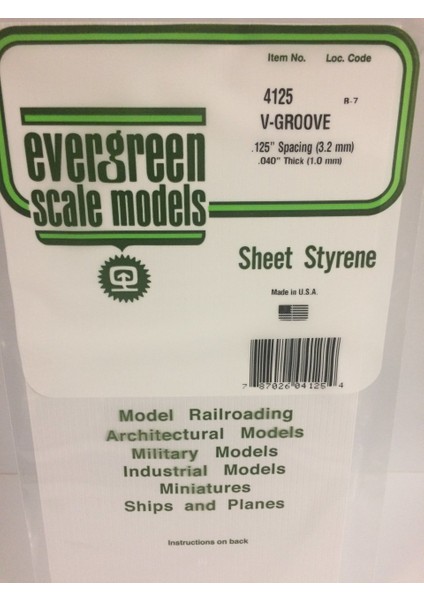 Item No. Loc. Code
4125 R-7
V-GROOVE
.125" Spacing (3.2 mm)
.040" Thick (1.0 mm)
evergreen
scale models
Sheet Styrene
Made in U.S.A.
7 87026 04125 4
Model Railroading
Architectural Models
Military Models
Industrial Models
Miniatures
Ships and Planes
Instructions on back